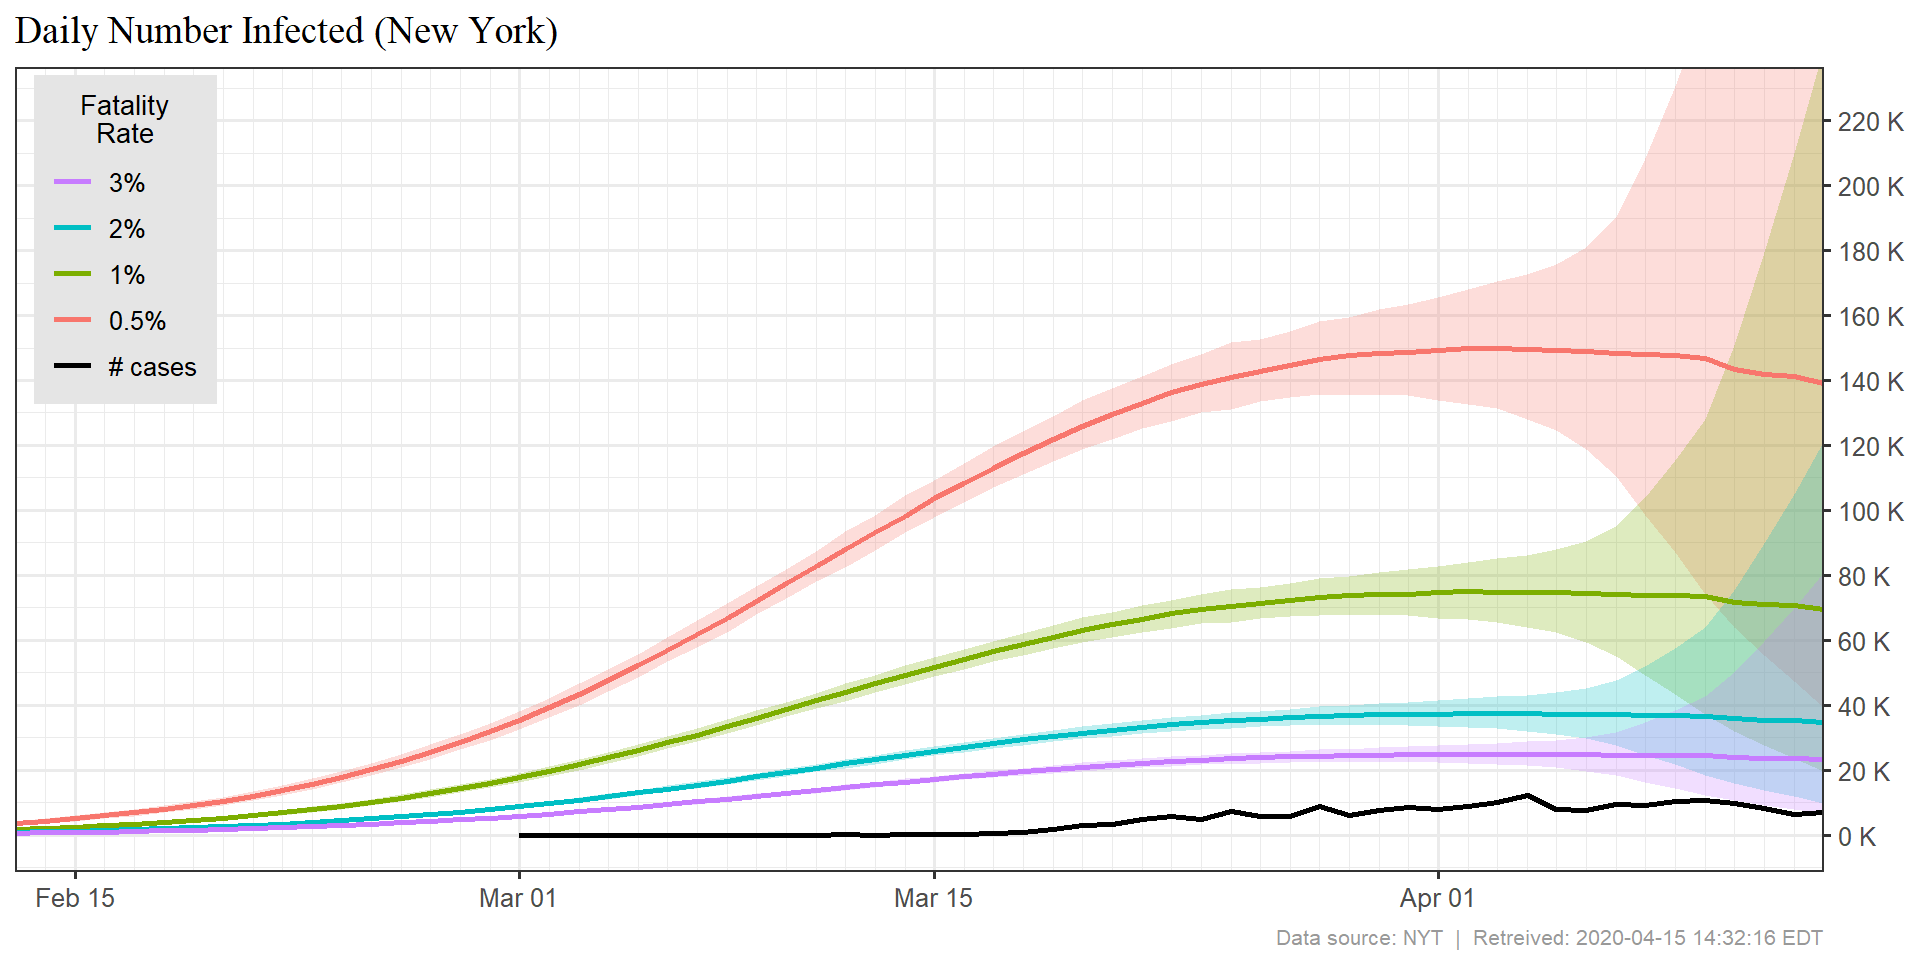 Daily Number Infected (New York)
Fatality
Rate
3%
2%
1%
0.5%
# cases
220 K
200 K
180 K
160 K
140 K
120 K
100 K
80 K
60 K
40 K
20 K
0 K
Feb 15
Mar 01
Mar 15
Apr 01
Data source: NYT | Retreived: 2020-04-15 14:32:16 EDT